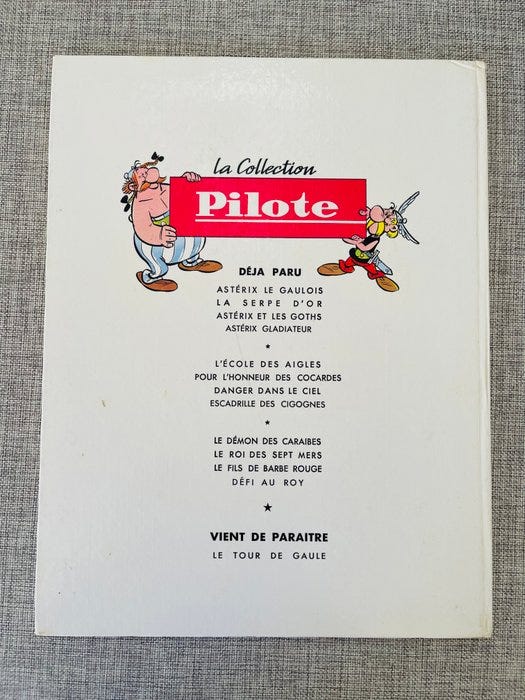 la Collection
Pilote
DÉJA PARU
ASTÉRIX LE GAULOIS
LA SERPE D'OR
ASTÉRIX ET LES GOTHS
ASTÉRIX GLADIATEUR
L'ÉCOLE DES AIGLES
POUR L'HONNEUR DES COCARDES
DANGER DANS LE CIEL
ESCADRILLE DES CIGOGNES
LE DÉMON DES CARAIBES
LE ROI DES SEPT MERS
LE FILS DE BARBE ROUGE
DÉFI AU ROY
VIENT DE PARAITRE
LE TOUR DE GAULE